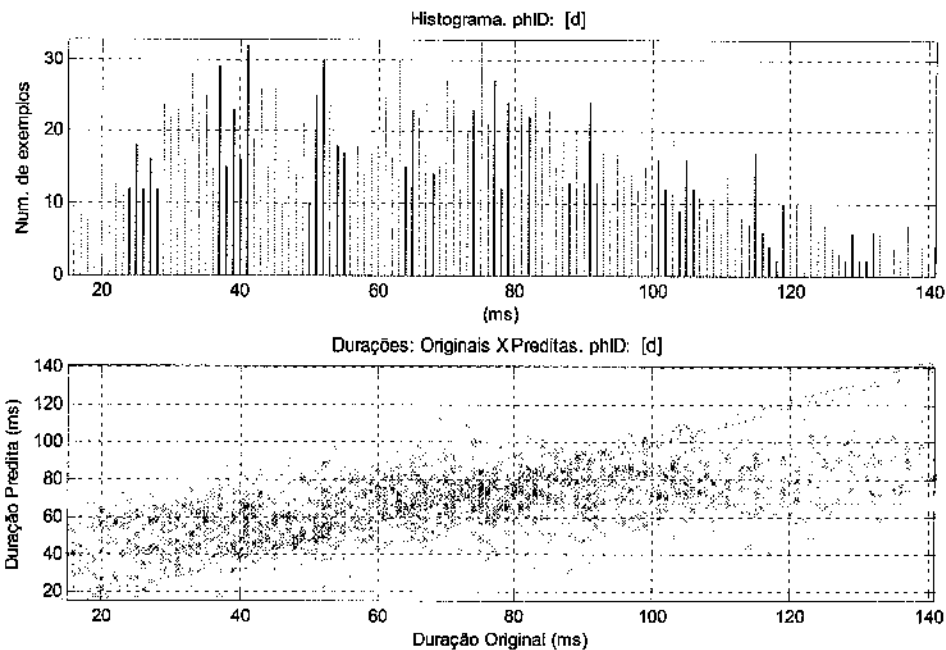 Histograma. phID: [d]
Num. de exemplos
30
20
10
0
20 40 60 80 100 120 140
(ms)
Durações: Originais X Preditas. phID: [d]
Duração Predita (ms)
140
120
100
80
60
40
20
20 40 60 80 100 120 140
Duração Original (ms)